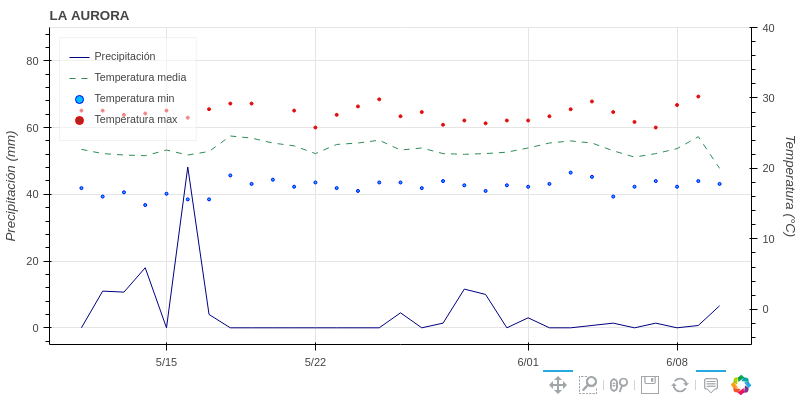 LA AURORA
Precipitación
Temperatura media
Temperatura min
Temperatura max
Precipitación (mm)
80
60
40
20
0
Temperatura (°C)
40
30
20
10
0
5/15
5/22
6/01
6/08